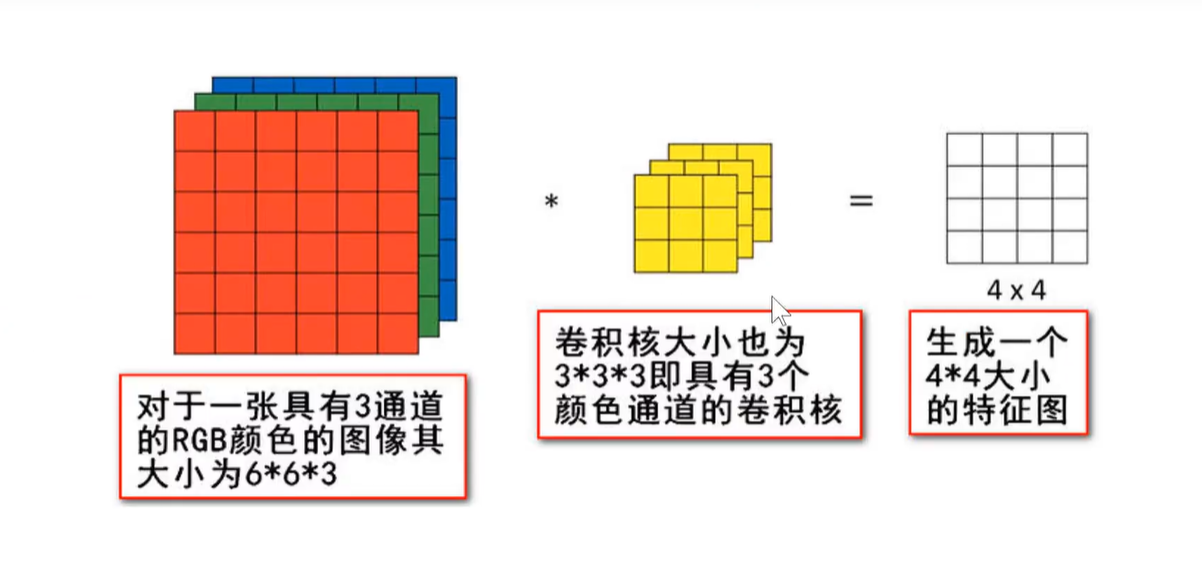 *
=
4 x 4
对于一张具有3通道
的RGB颜色的图像其
大小为6*6*3
卷积核大小也为
3*3*3即具有3个
颜色通道的卷积核
生成一个
4*4大小
的特征图